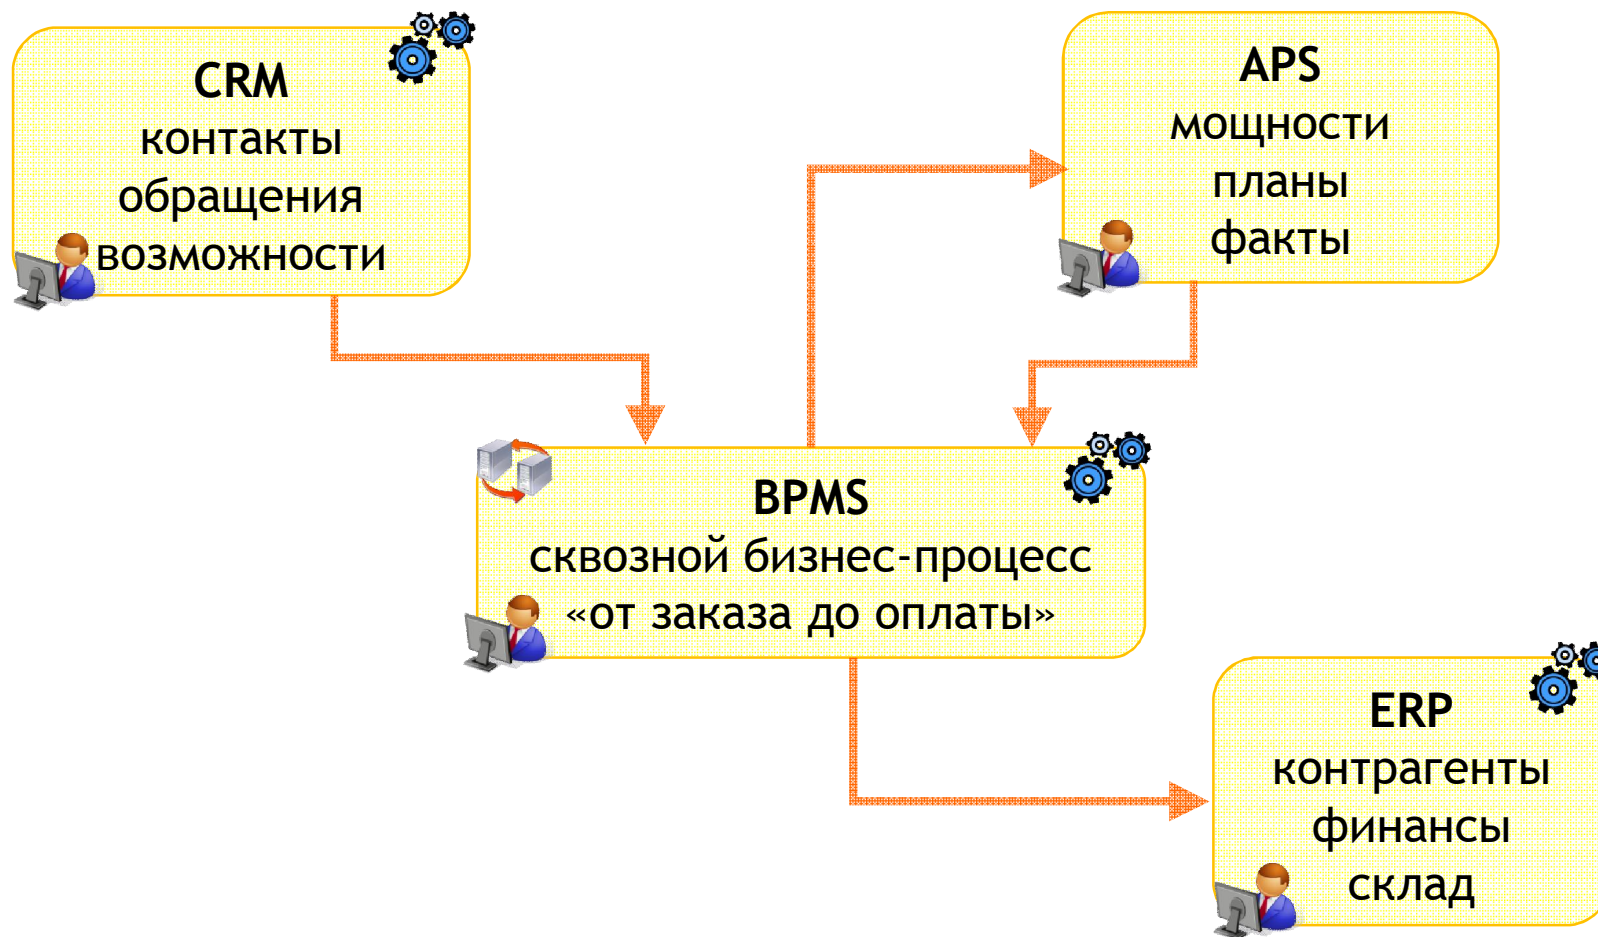 CRM
контакты
обращения
возможности
APS
мощности
планы
факты
BPMS
сквозной бизнес-процесс
«от заказа до оплаты»
ERP
контрагенты
финансы
склад